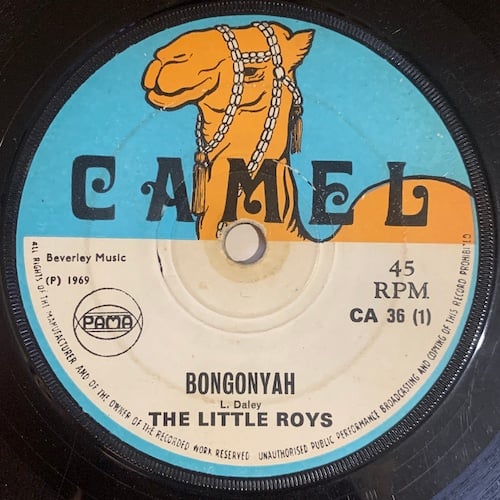 CAMEL
Beverley Music
(P) 1969
PAMA
45
RPM
CA 36 (1)
BONGONYAH
L. Daley
THE LITTLE ROYS
ALL RIGHTS OF THE MANUFACTURER AND OF THE OWNER OF THE RECORDED WORK RESERVED UNAUTHORISED PUBLIC PERFORMANCE BROADCASTING AND COPYING OF THIS RECORD PROHIBITED